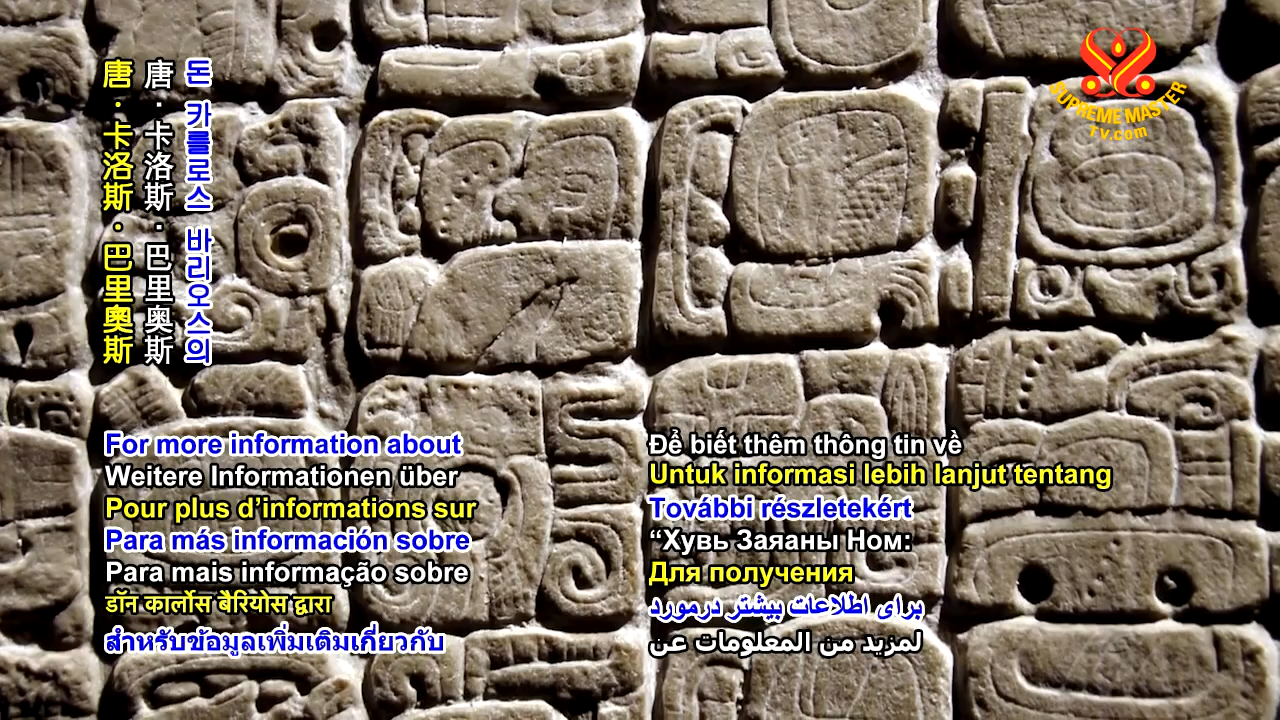 唐·卡洛斯·巴里奧斯
唐·卡洛斯·巴里奥斯
돈 카를로스 바리오스의
SUPREME MASTER
TV.com
For more information about
Weitere Informationen über
Pour plus d’informations sur
Para más información sobre
Para mais informação sobre
डॉन कार्लोस बैरियोस द्वारा
สำหรับข้อมูลเพิ่มเติมเกี่ยวกับ
Để biết thêm thông tin về
Untuk informasi lebih lanjut tentang
További részletekért
“Хувь Заяаны Ном:
Для получения
برای اطلاعات بیشتر درمورد
لمزيد من المعلومات عن